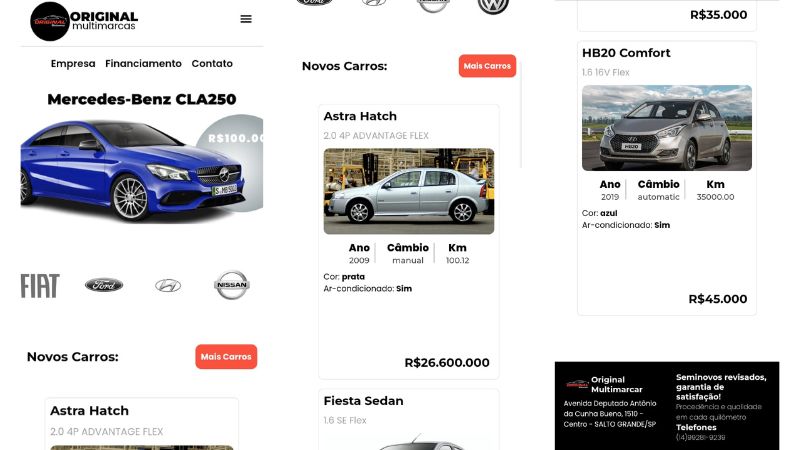 ORIGINAL
ORIGINAL
multimarcas
Empresa Financiamento Contato
Mercedes-Benz CLA250
R$100.00
FIAT
Ford
NISSAN
Novos Carros:
Mais Carros
Astra Hatch
2.0 4P ADVANTAGE FLEX
Novos Carros:
Mais Carros
Astra Hatch
2.0 4P ADVANTAGE FLEX
Ano Câmbio Km
2009 manual 100.12
Cor: prata
Ar-condicionado: Sim
R$26.600.000
Fiesta Sedan
1.6 SE Flex
R$35.000
HB20 Comfort
1.6 16V Flex
HB20
Ano Câmbio Km
2019 automatic 35000.00
Cor: azul
Ar-condicionado: Sim
R$45.000
Original
Multimarcar
Avenida Deputado Antônio
da Cunha Bueno, 1510 -
Centro - SALTO GRANDE/SP
Seminovos revisados,
garantia de
satisfação!
Procedência e qualidade
em cada quilômetro
Telefones
(14)99281-9239